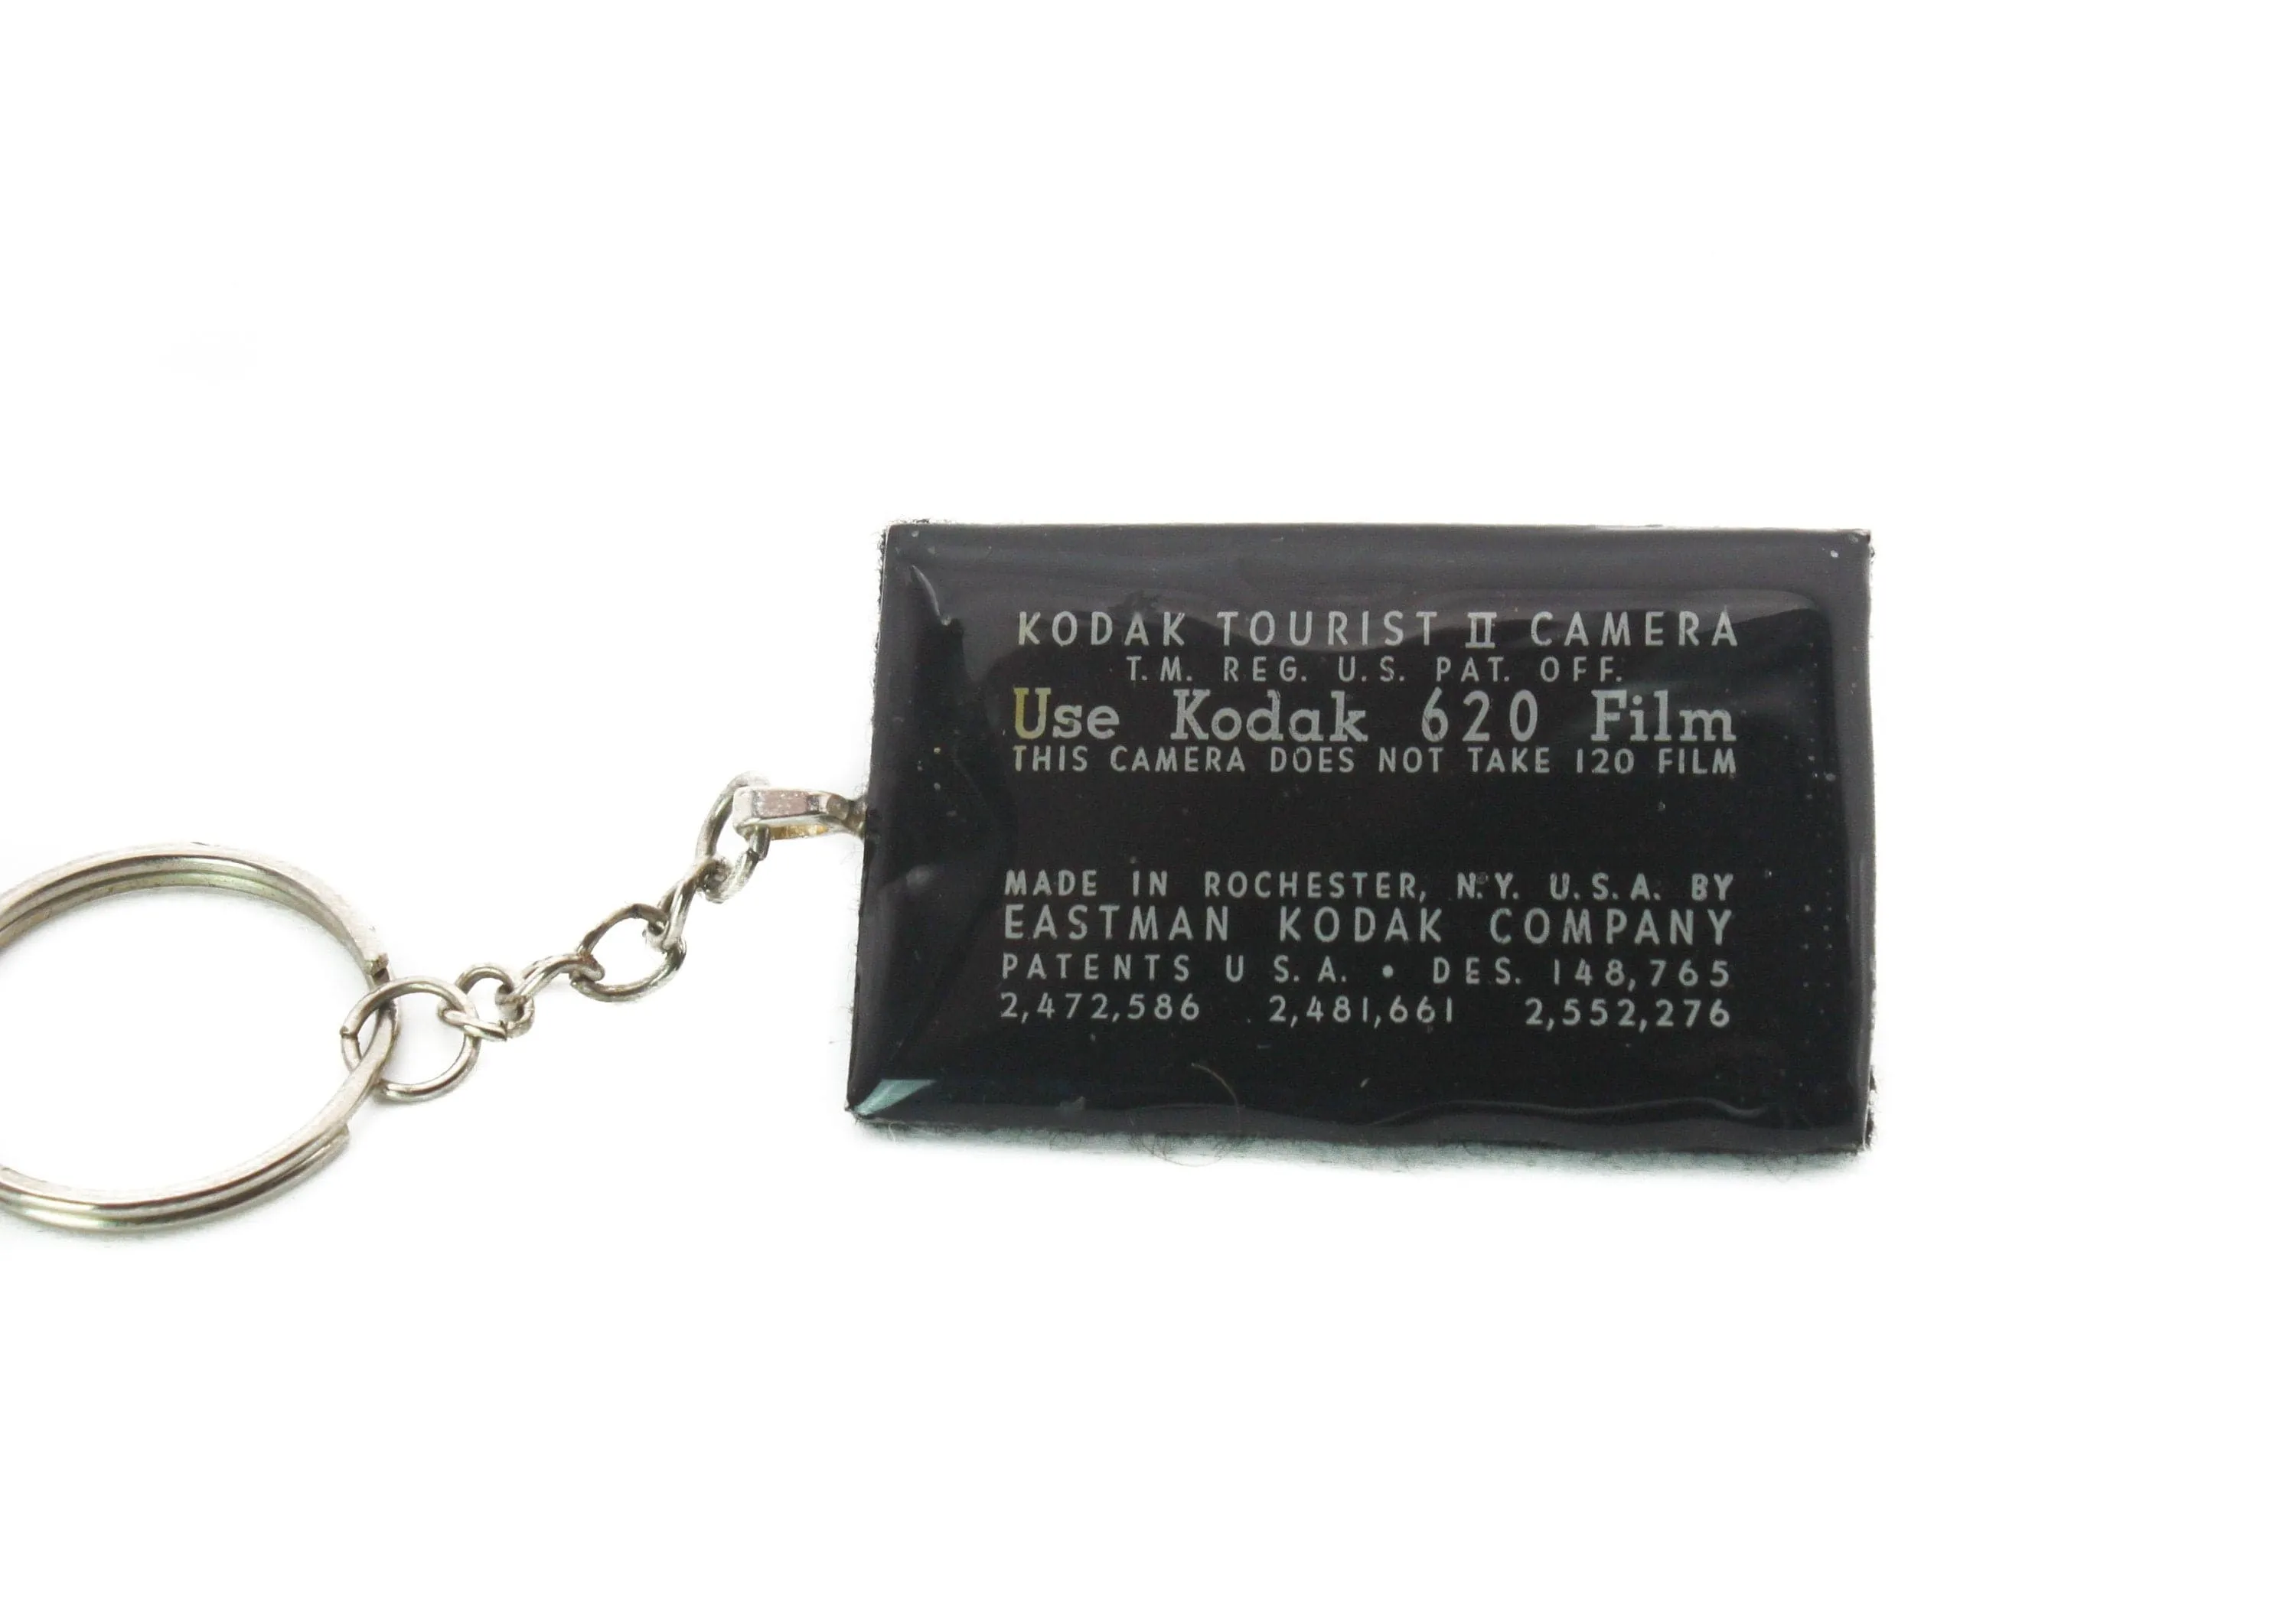 KODAK TOURIST II CAMERA
T.M. REG. U.S. PAT. OFF.
Use Kodak 620 Film
THIS CAMERA DOES NOT TAKE 120 FILM
MADE IN ROCHESTER, N.Y. U.S.A. BY
EASTMAN KODAK COMPANY
PATENTS U S.A. • DES. 148,765
2,472,586 2,481,661 2,552,276